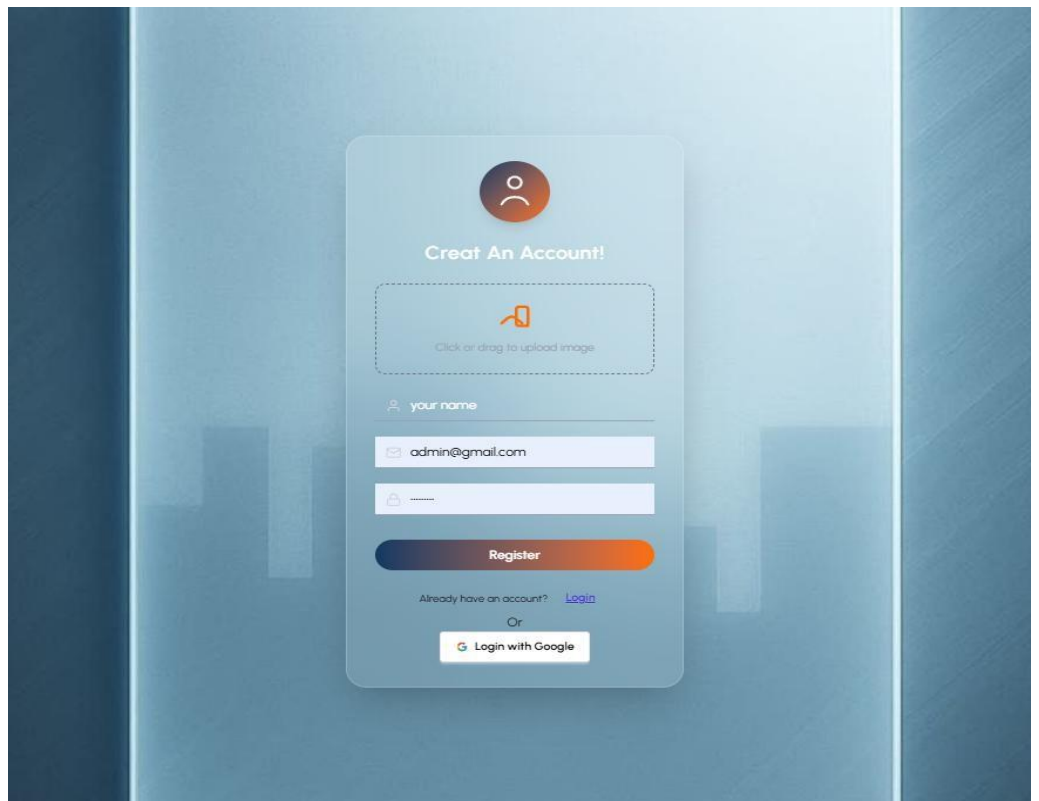 Creat An Account!
Click or drag to upload image
your name
admin@gmail.com
Register
Already have an account? Login
Or
Login with Google